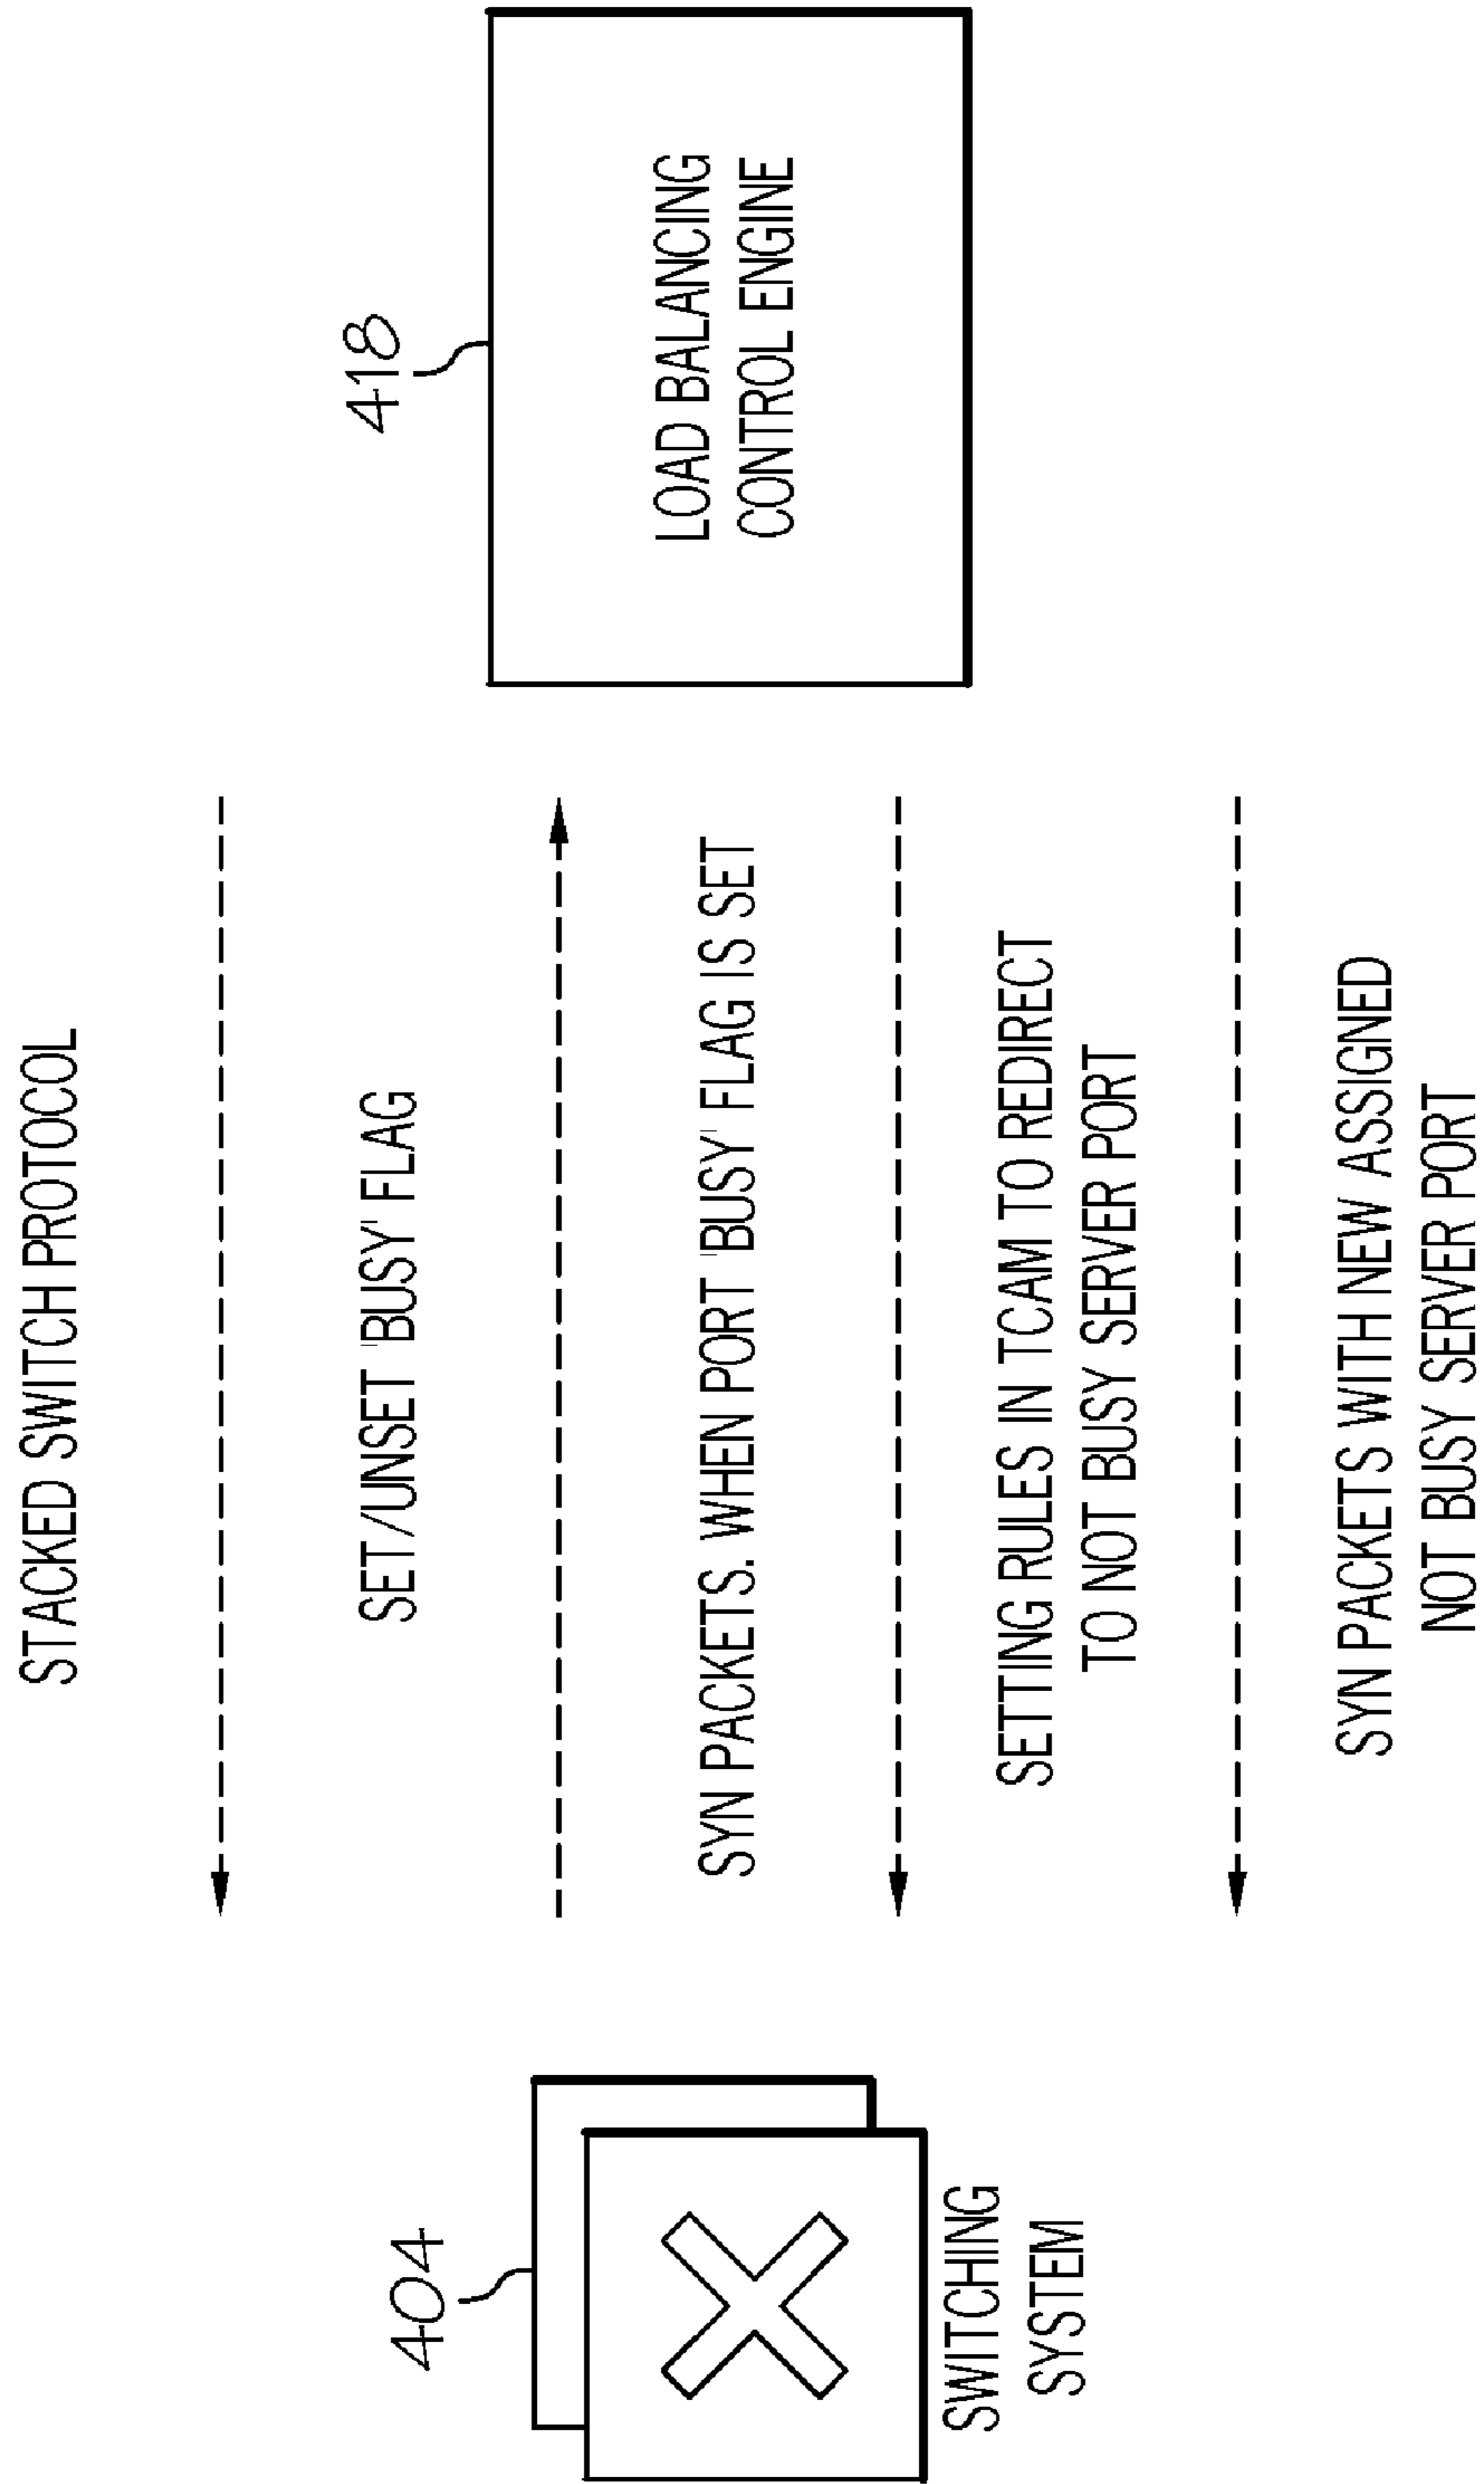 STACKED SWITCH PROTOCOL
SET/UNSET 'BUSY' FLAG
SYN PACKETS. WHEN PORT 'BUSY' FLAG IS SET
SETTING RULES IN TCAM TO REDIRECT
TO NOT BUSY SERVER PORT
SYN PACKETS WITH NEW ASSIGNED
NOT BUSY SERVER PORT
404
SWITCHING
SYSTEM
418
LOAD BALANCING
CONTROL ENGINE